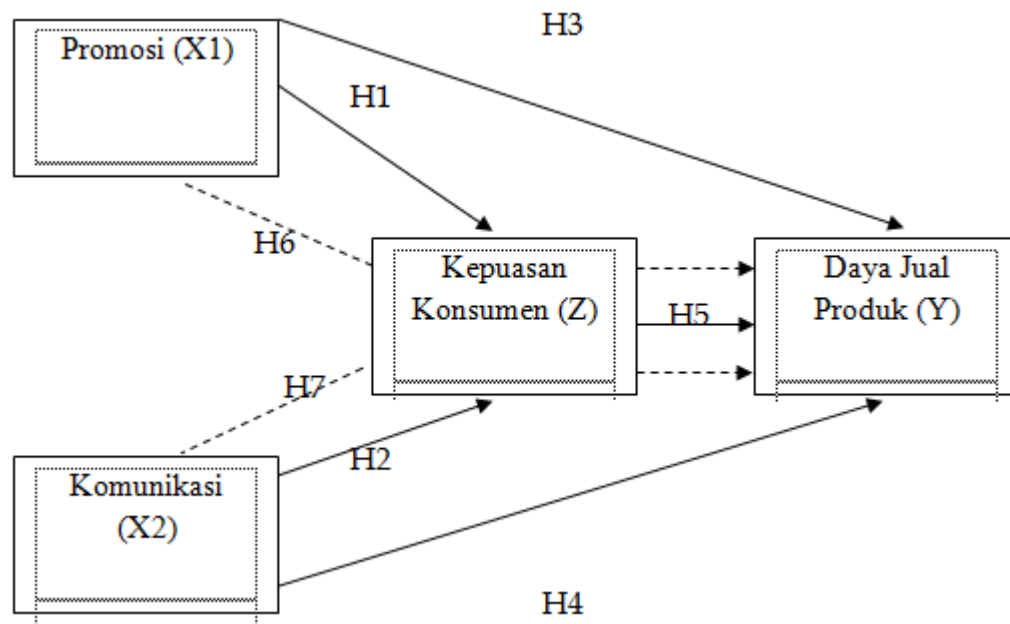 H3
Promosi (X1)
H1
H6
Kepuasan
Konsumen (Z)
H5
Daya Jual
Produk (Y)
H7
H2
Komunikasi
(X2)
H4